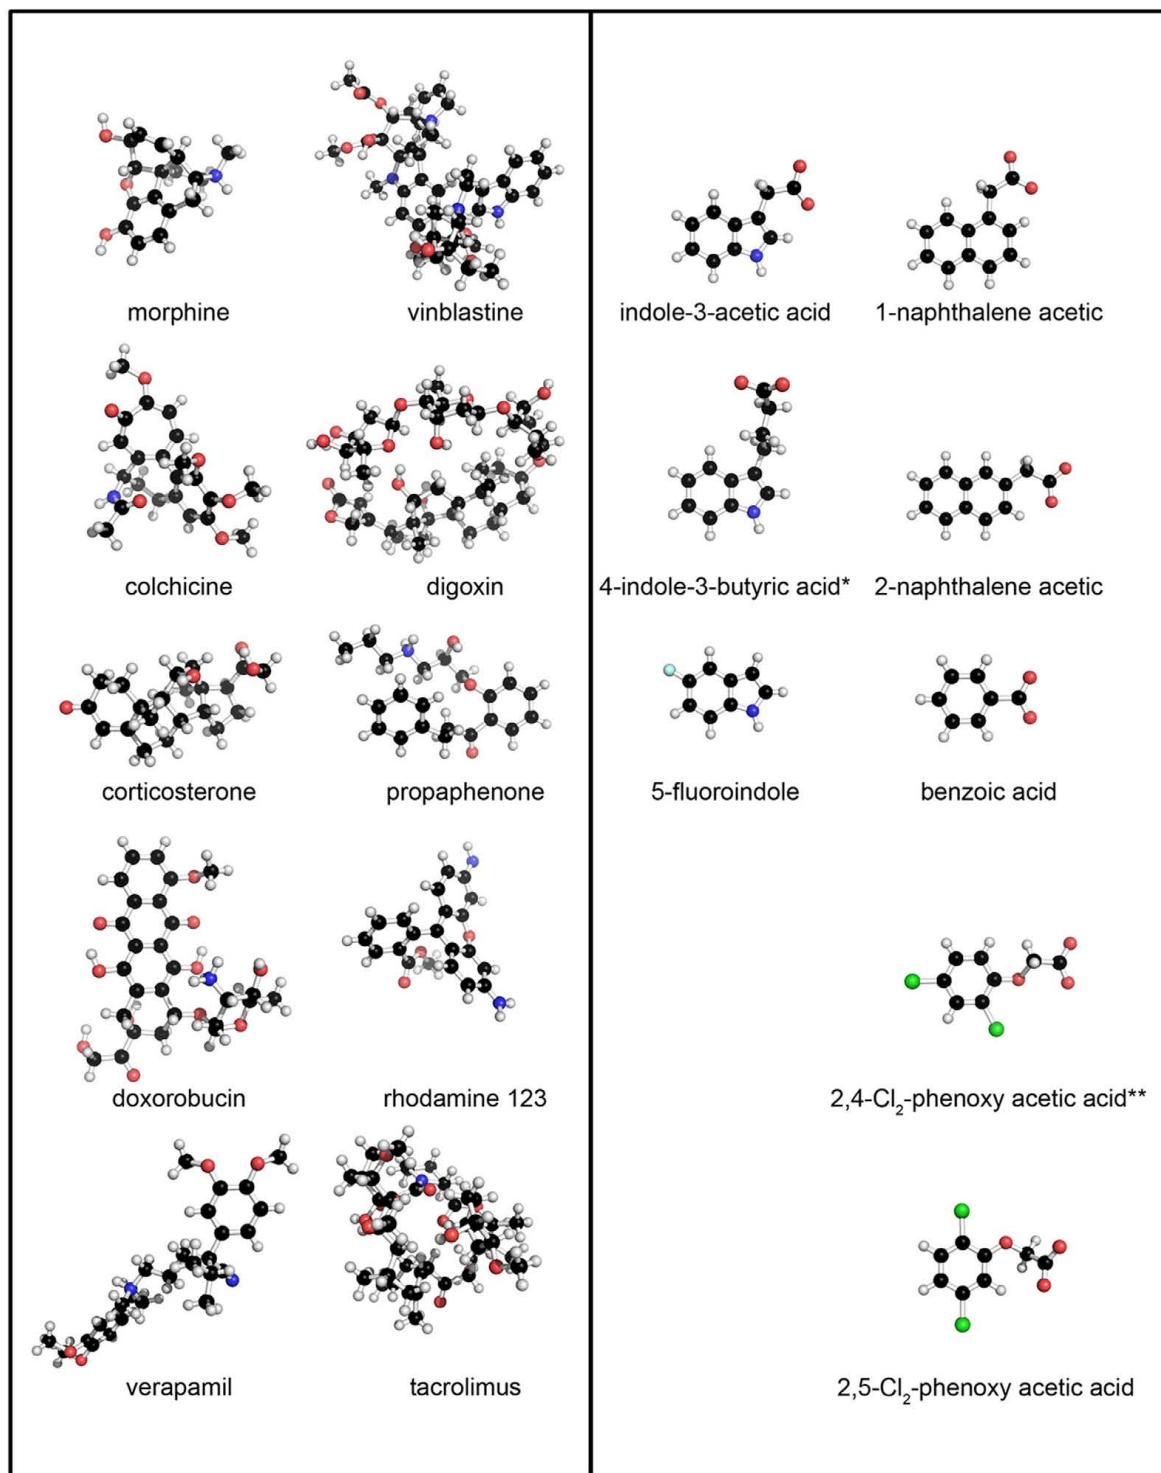 morphine
vinblastine
indole-3-acetic acid
1-naphthalene acetic
colchicine
digoxin
4-indole-3-butyric acid*
2-naphthalene acetic
corticosterone
propaphenone
5-fluoroindole
benzoic acid
doxorobucin
rhodamine 123
2,4-Cl₂-phenoxy acetic acid**
verapamil
tacrolimus
2,5-Cl₂-phenoxy acetic acid